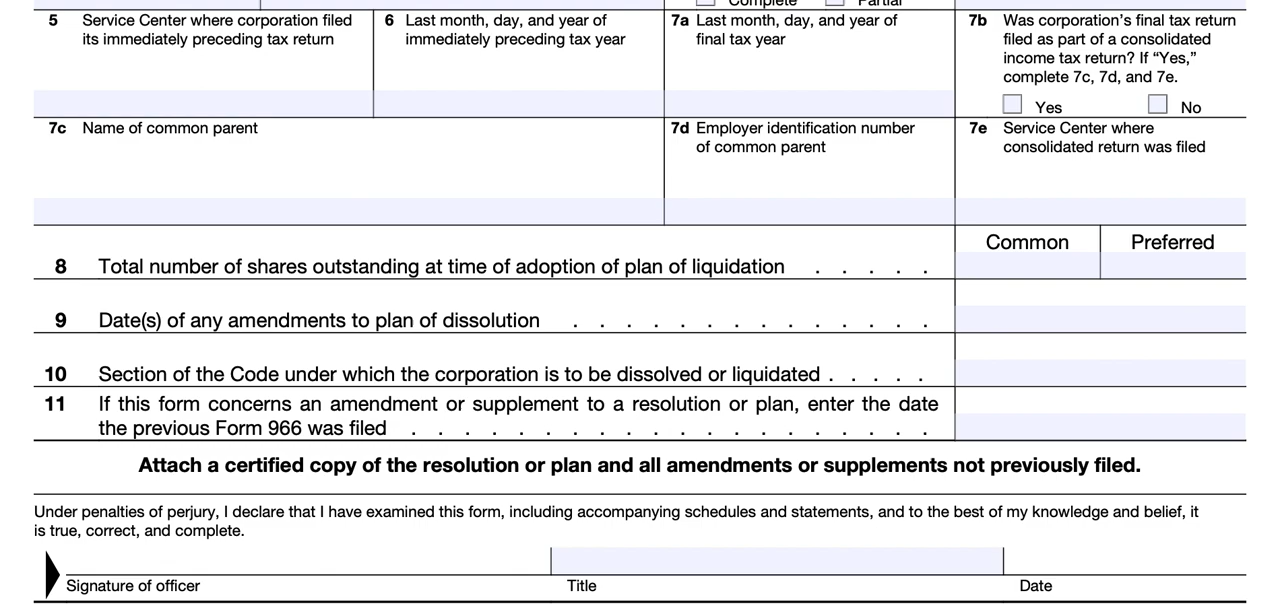 Complete Partial
5 Service Center where corporation filed
its immediately preceding tax return
6 Last month, day, and year of
immediately preceding tax year
7a Last month, day, and year of
final tax year
7b Was corporation’s final tax return
filed as part of a consolidated
income tax return? If “Yes,”
complete 7c, 7d, and 7e.
Yes No
7c Name of common parent
7d Employer identification number
of common parent
7e Service Center where
consolidated return was filed
Common Preferred
8 Total number of shares outstanding at time of adoption of plan of liquidation . . . . .
9 Date(s) of any amendments to plan of dissolution . . . . . . . . . . . . . .
10 Section of the Code under which the corporation is to be dissolved or liquidated . . . . .
11 If this form concerns an amendment or supplement to a resolution or plan, enter the date
the previous Form 966 was filed . . . . . . . . . . . . . . . . . . . .
Attach a certified copy of the resolution or plan and all amendments or supplements not previously filed.
Under penalties of perjury, I declare that I have examined this form, including accompanying schedules and statements, and to the best of my knowledge and belief, it
is true, correct, and complete.
Signature of officer Title Date